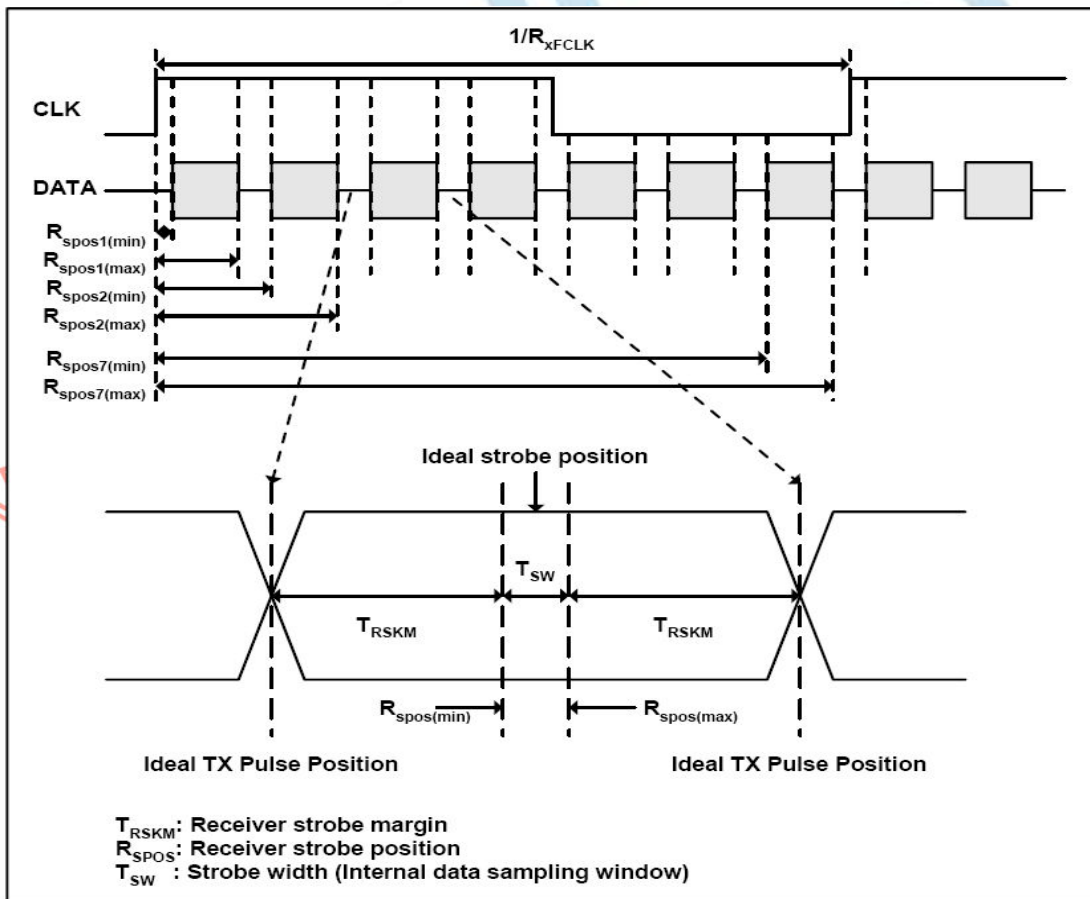 1/RxFCLK
CLK
DATA
Rspos1(min)
Rspos1(max)
Rspos2(min)
Rspos2(max)
Rspos7(min)
Rspos7(max)
Ideal strobe position
TSW
TRSKM TRSKM
Rspos(min) Rspos(max)
Ideal TX Pulse Position Ideal TX Pulse Position
TRSKM: Receiver strobe margin
RSPOS: Receiver strobe position
TSW : Strobe width (Internal data sampling window)